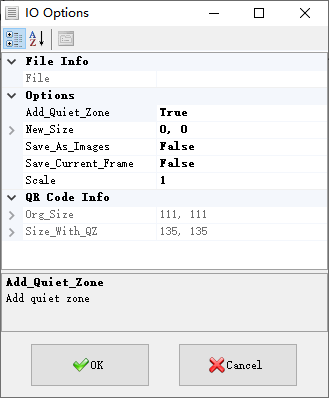 IO Options
A
Z
File Info
File
Options
Add_Quiet_Zone True
New_Size 0, 0
Save_As_Images False
Save_Current_Frame False
Scale 1
QR Code Info
Org_Size 111, 111
Size_With_QZ 135, 135
Add_Quiet_Zone
Add quiet zone
OK Cancel